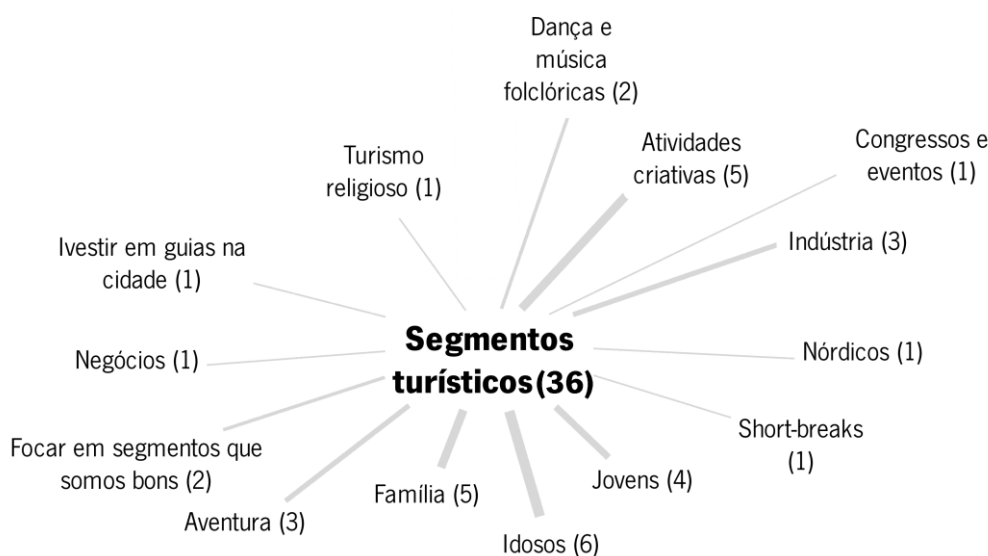 Dança e
música
folclóricas (2)
Atividades
criativas (5)
Congressos e
eventos (1)
Turismo
religioso (1)
Indústria (3)
Ivestir em guias na
cidade (1)
Segmentos
turísticos (36)
Negócios (1)
Nórdicos (1)
Focar em segmentos que
somos bons (2)
Short-breaks
(1)
Aventura (3)
Família (5)
Jovens (4)
Idosos (6)